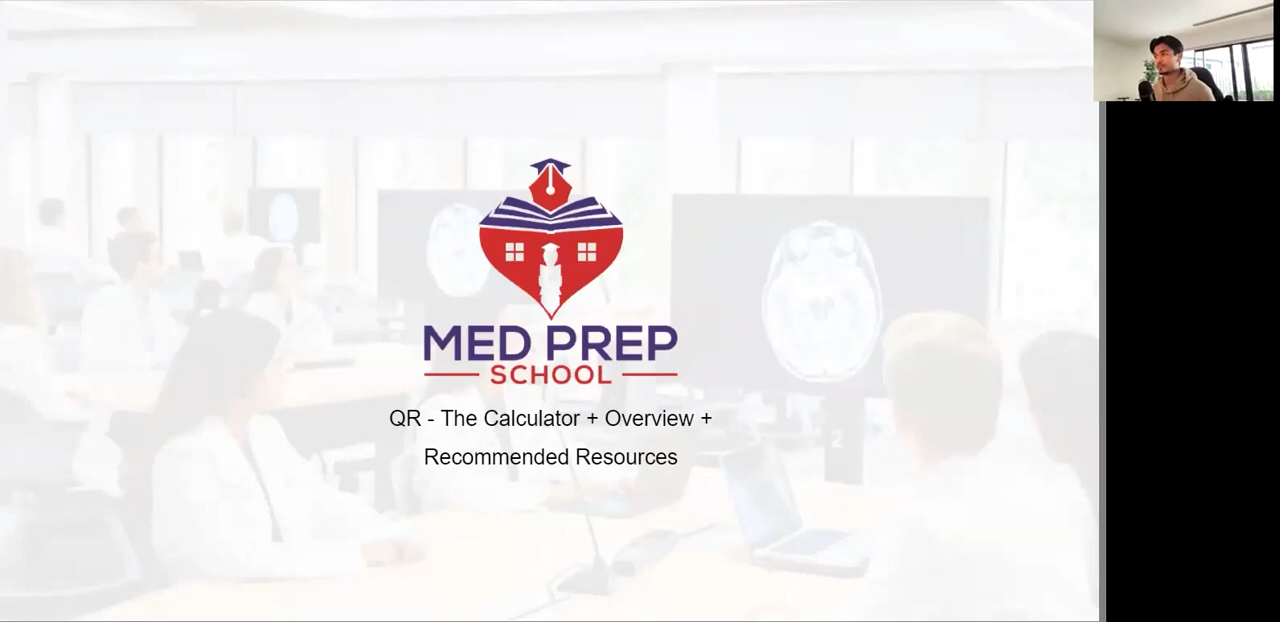 MED PREP
SCHOOL
QR - The Calculator + Overview +
Recommended Resources